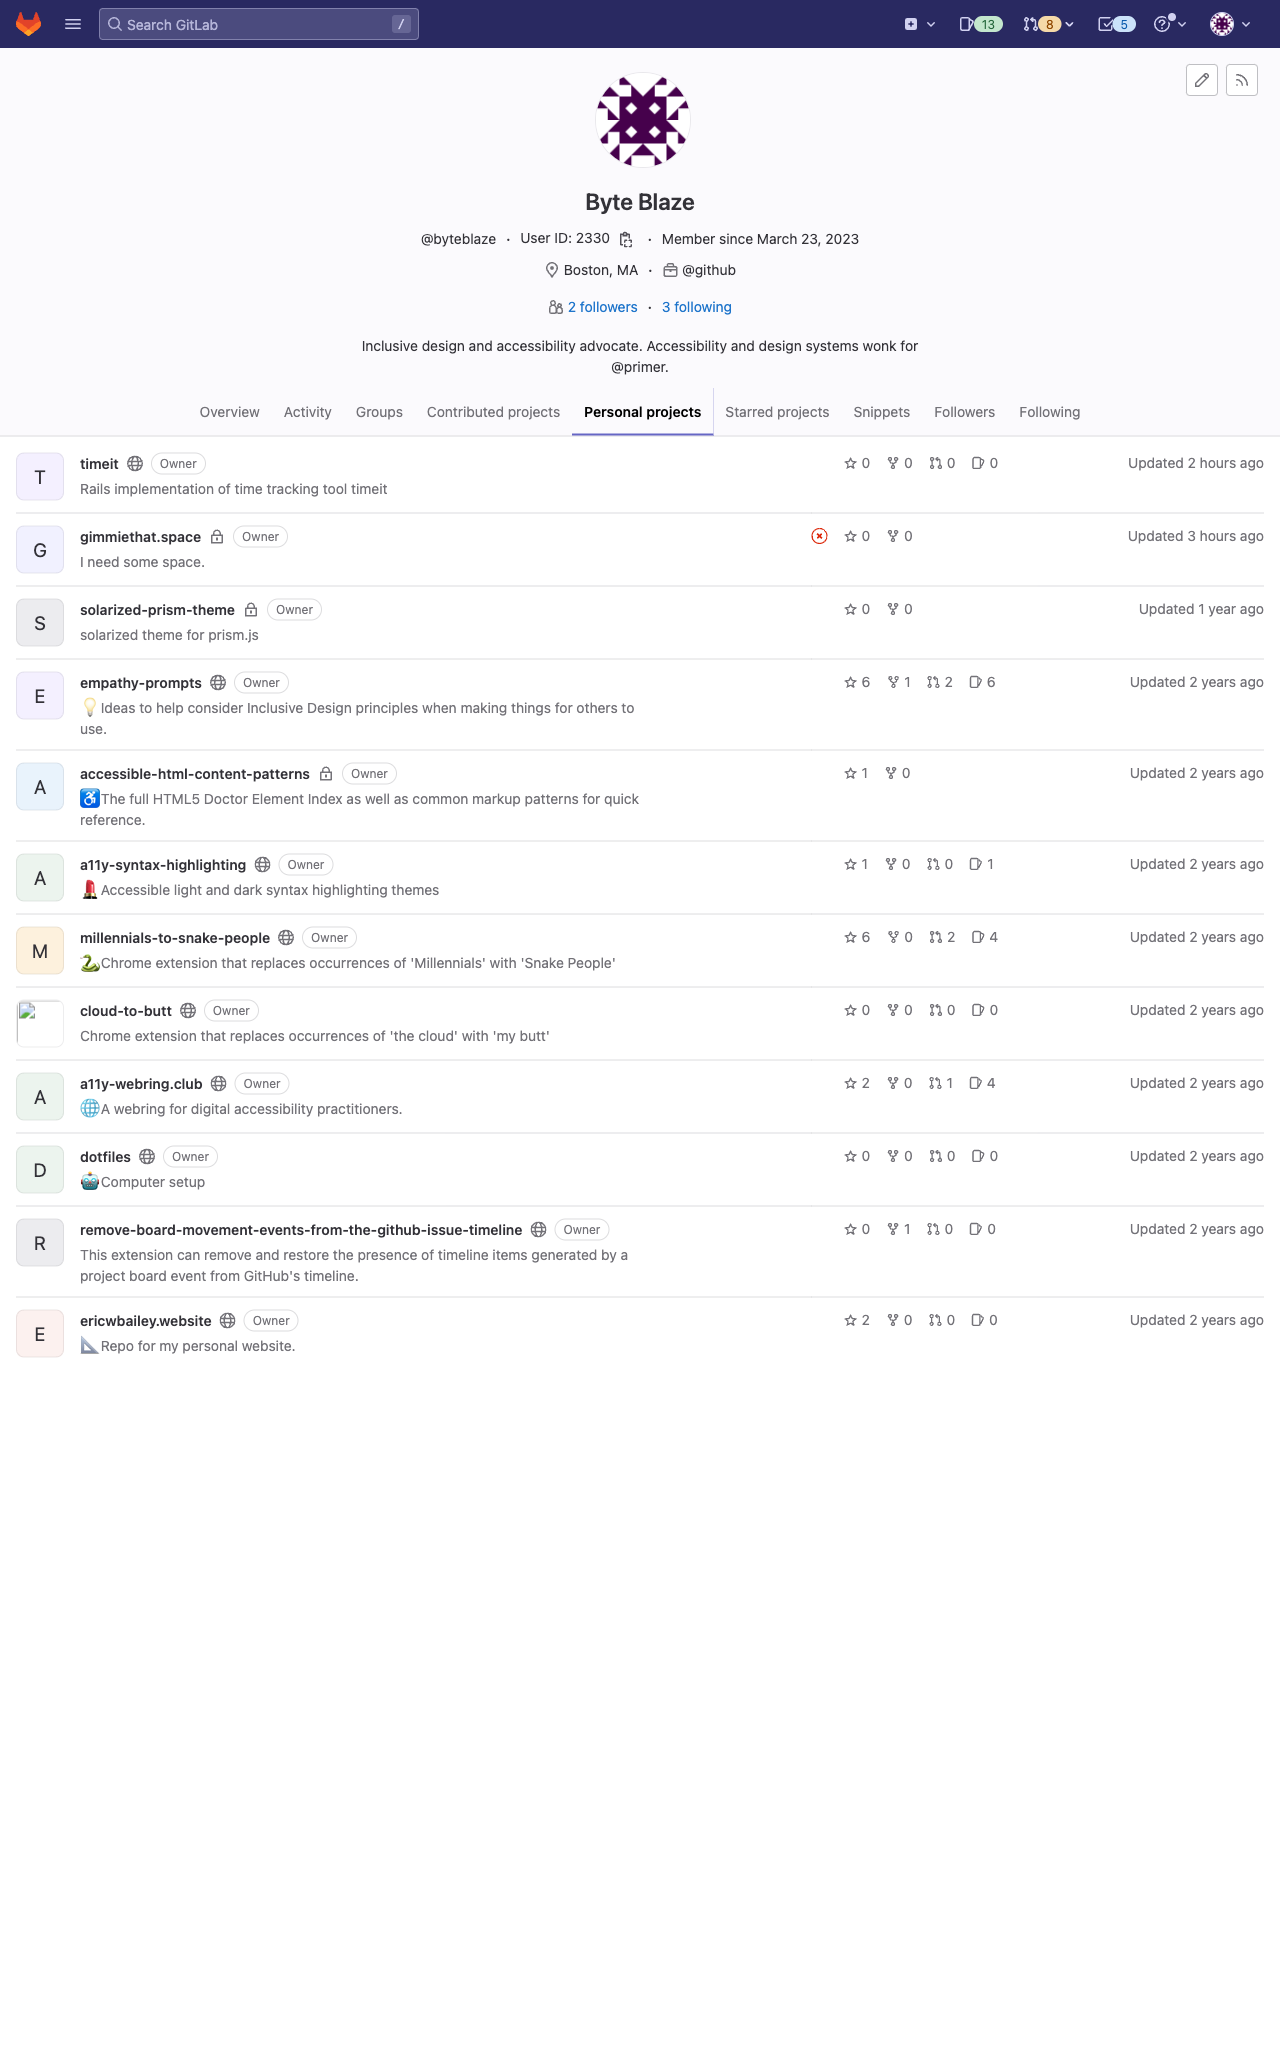 Search GitLab /
13
8
5
Byte Blaze
@byteblaze · User ID: 2330 · Member since March 23, 2023
Boston, MA · @github
2 followers · 3 following
Inclusive design and accessibility advocate. Accessibility and design systems wonk for
@primer.
Overview Activity Groups Contributed projects Personal projects Starred projects Snippets Followers Following
T timeit Owner 0 0 0 0 Updated 2 hours ago
Rails implementation of time tracking tool timeit
G gimmiethat.space Owner 0 0 Updated 3 hours ago
I need some space.
S solarized-prism-theme Owner 0 0 Updated 1 year ago
solarized theme for prism.js
E empathy-prompts Owner 6 1 2 6 Updated 2 years ago
Ideas to help consider Inclusive Design principles when making things for others to
use.
A accessible-html-content-patterns Owner 1 0 Updated 2 years ago
The full HTML5 Doctor Element Index as well as common markup patterns for quick
reference.
A a11y-syntax-highlighting Owner 1 0 0 1 Updated 2 years ago
Accessible light and dark syntax highlighting themes
M millennials-to-snake-people Owner 6 0 2 4 Updated 2 years ago
Chrome extension that replaces occurrences of 'Millennials' with 'Snake People'
cloud-to-butt Owner 0 0 0 0 Updated 2 years ago
Chrome extension that replaces occurrences of 'the cloud' with 'my butt'
A a11y-webring.club Owner 2 0 1 4 Updated 2 years ago
A webring for digital accessibility practitioners.
D dotfiles Owner 0 0 0 0 Updated 2 years ago
Computer setup
R remove-board-movement-events-from-the-github-issue-timeline Owner 0 1 0 0 Updated 2 years ago
This extension can remove and restore the presence of timeline items generated by a
project board event from GitHub's timeline.
E ericwbailey.website Owner 2 0 0 0 Updated 2 years ago
Repo for my personal website.